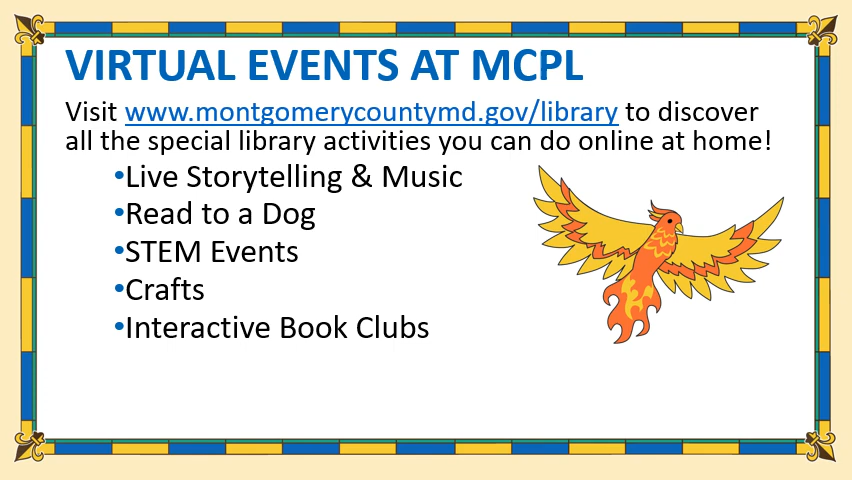 VIRTUAL EVENTS AT MCPL
Visit www.montgomerycountymd.gov/library to discover
all the special library activities you can do online at home!
•Live Storytelling & Music
•Read to a Dog
•STEM Events
•Crafts
•Interactive Book Clubs